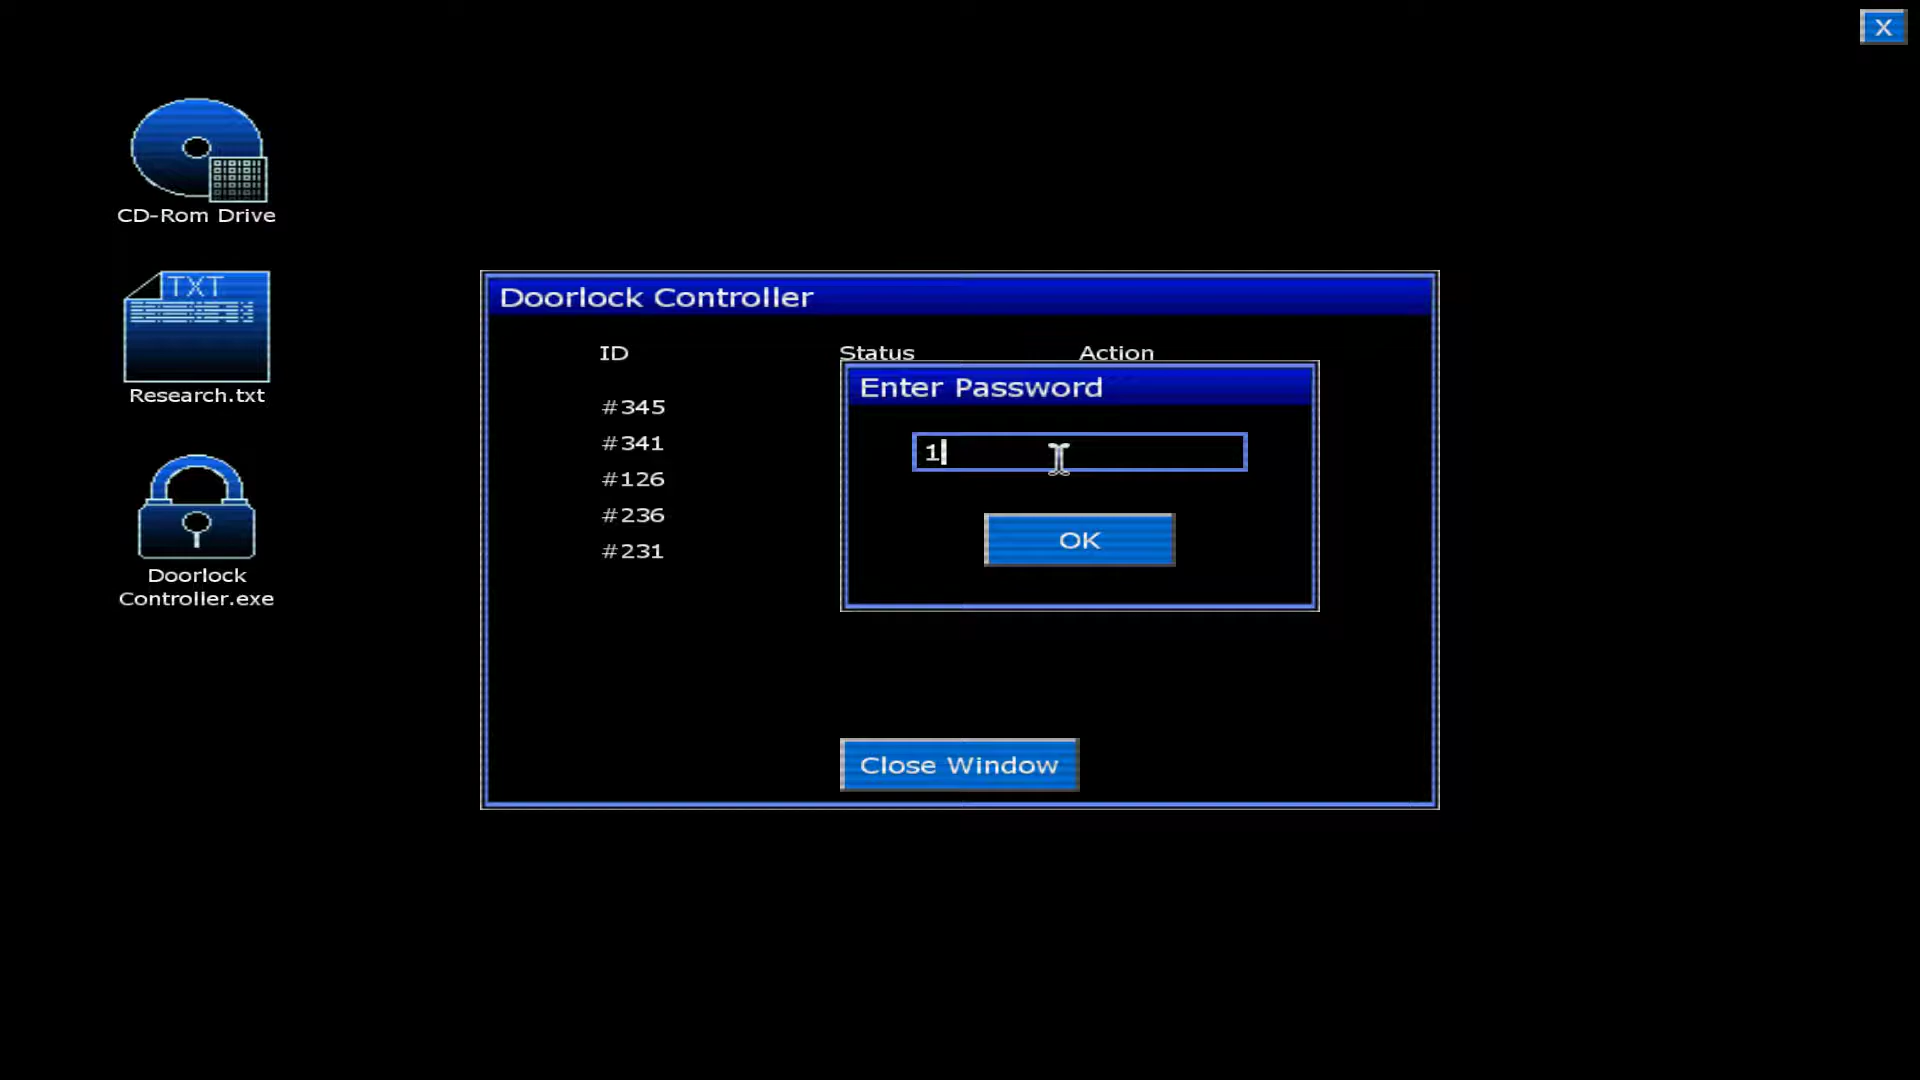 X
CD-Rom Drive
TXT
Research.txt
Doorlock
Controller.exe
Doorlock Controller
ID Status Action
#345
#341
#126
#236
#231
Enter Password
1
OK
Close Window